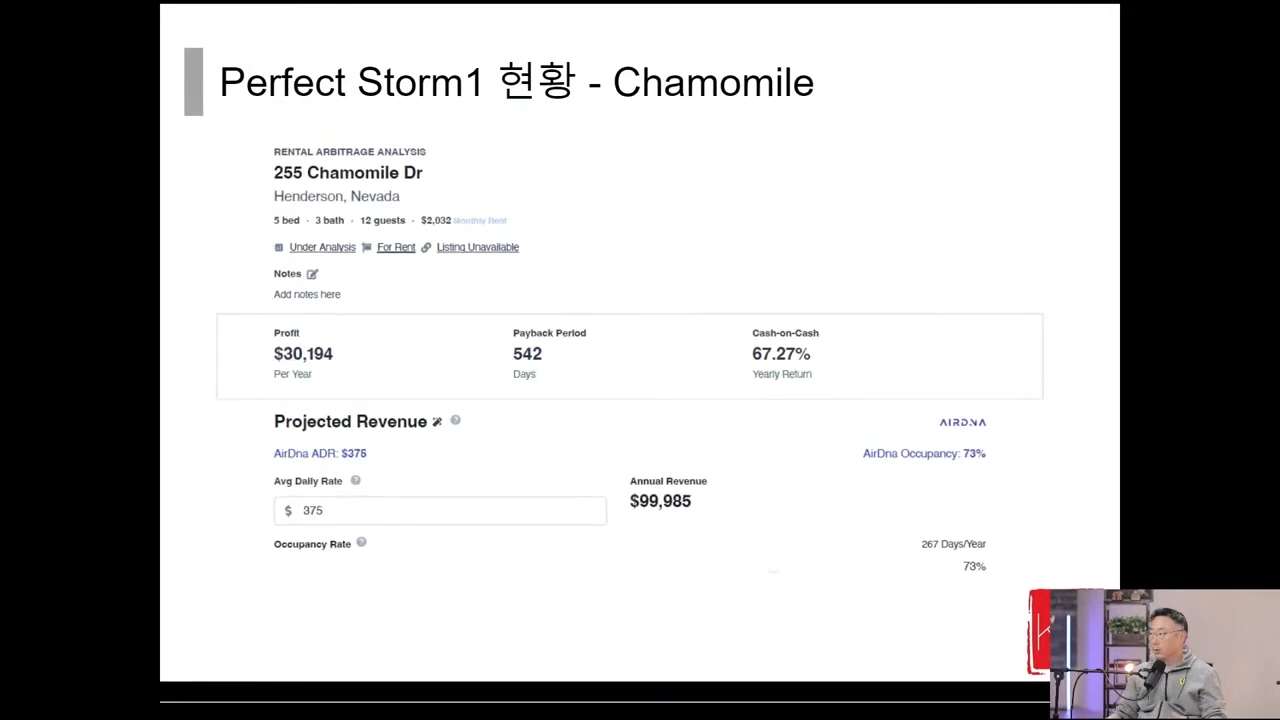 Perfect Storm1 현황 - Chamomile
RENTAL ARBITRAGE ANALYSIS
255 Chamomile Dr
Henderson, Nevada
5 bed · 3 bath · 12 guests · $2,032 Monthly Rent
Under Analysis For Rent Listing Unavailable
Notes
Add notes here
Profit Payback Period Cash-on-Cash
$30,194 542 67.27%
Per Year Days Yearly Return
Projected Revenue ? AIRDNA
AirDna ADR: $375 AirDna Occupancy: 73%
Avg Daily Rate ? Annual Revenue
$ 375 $99,985
Occupancy Rate ? 267 Days/Year
73%